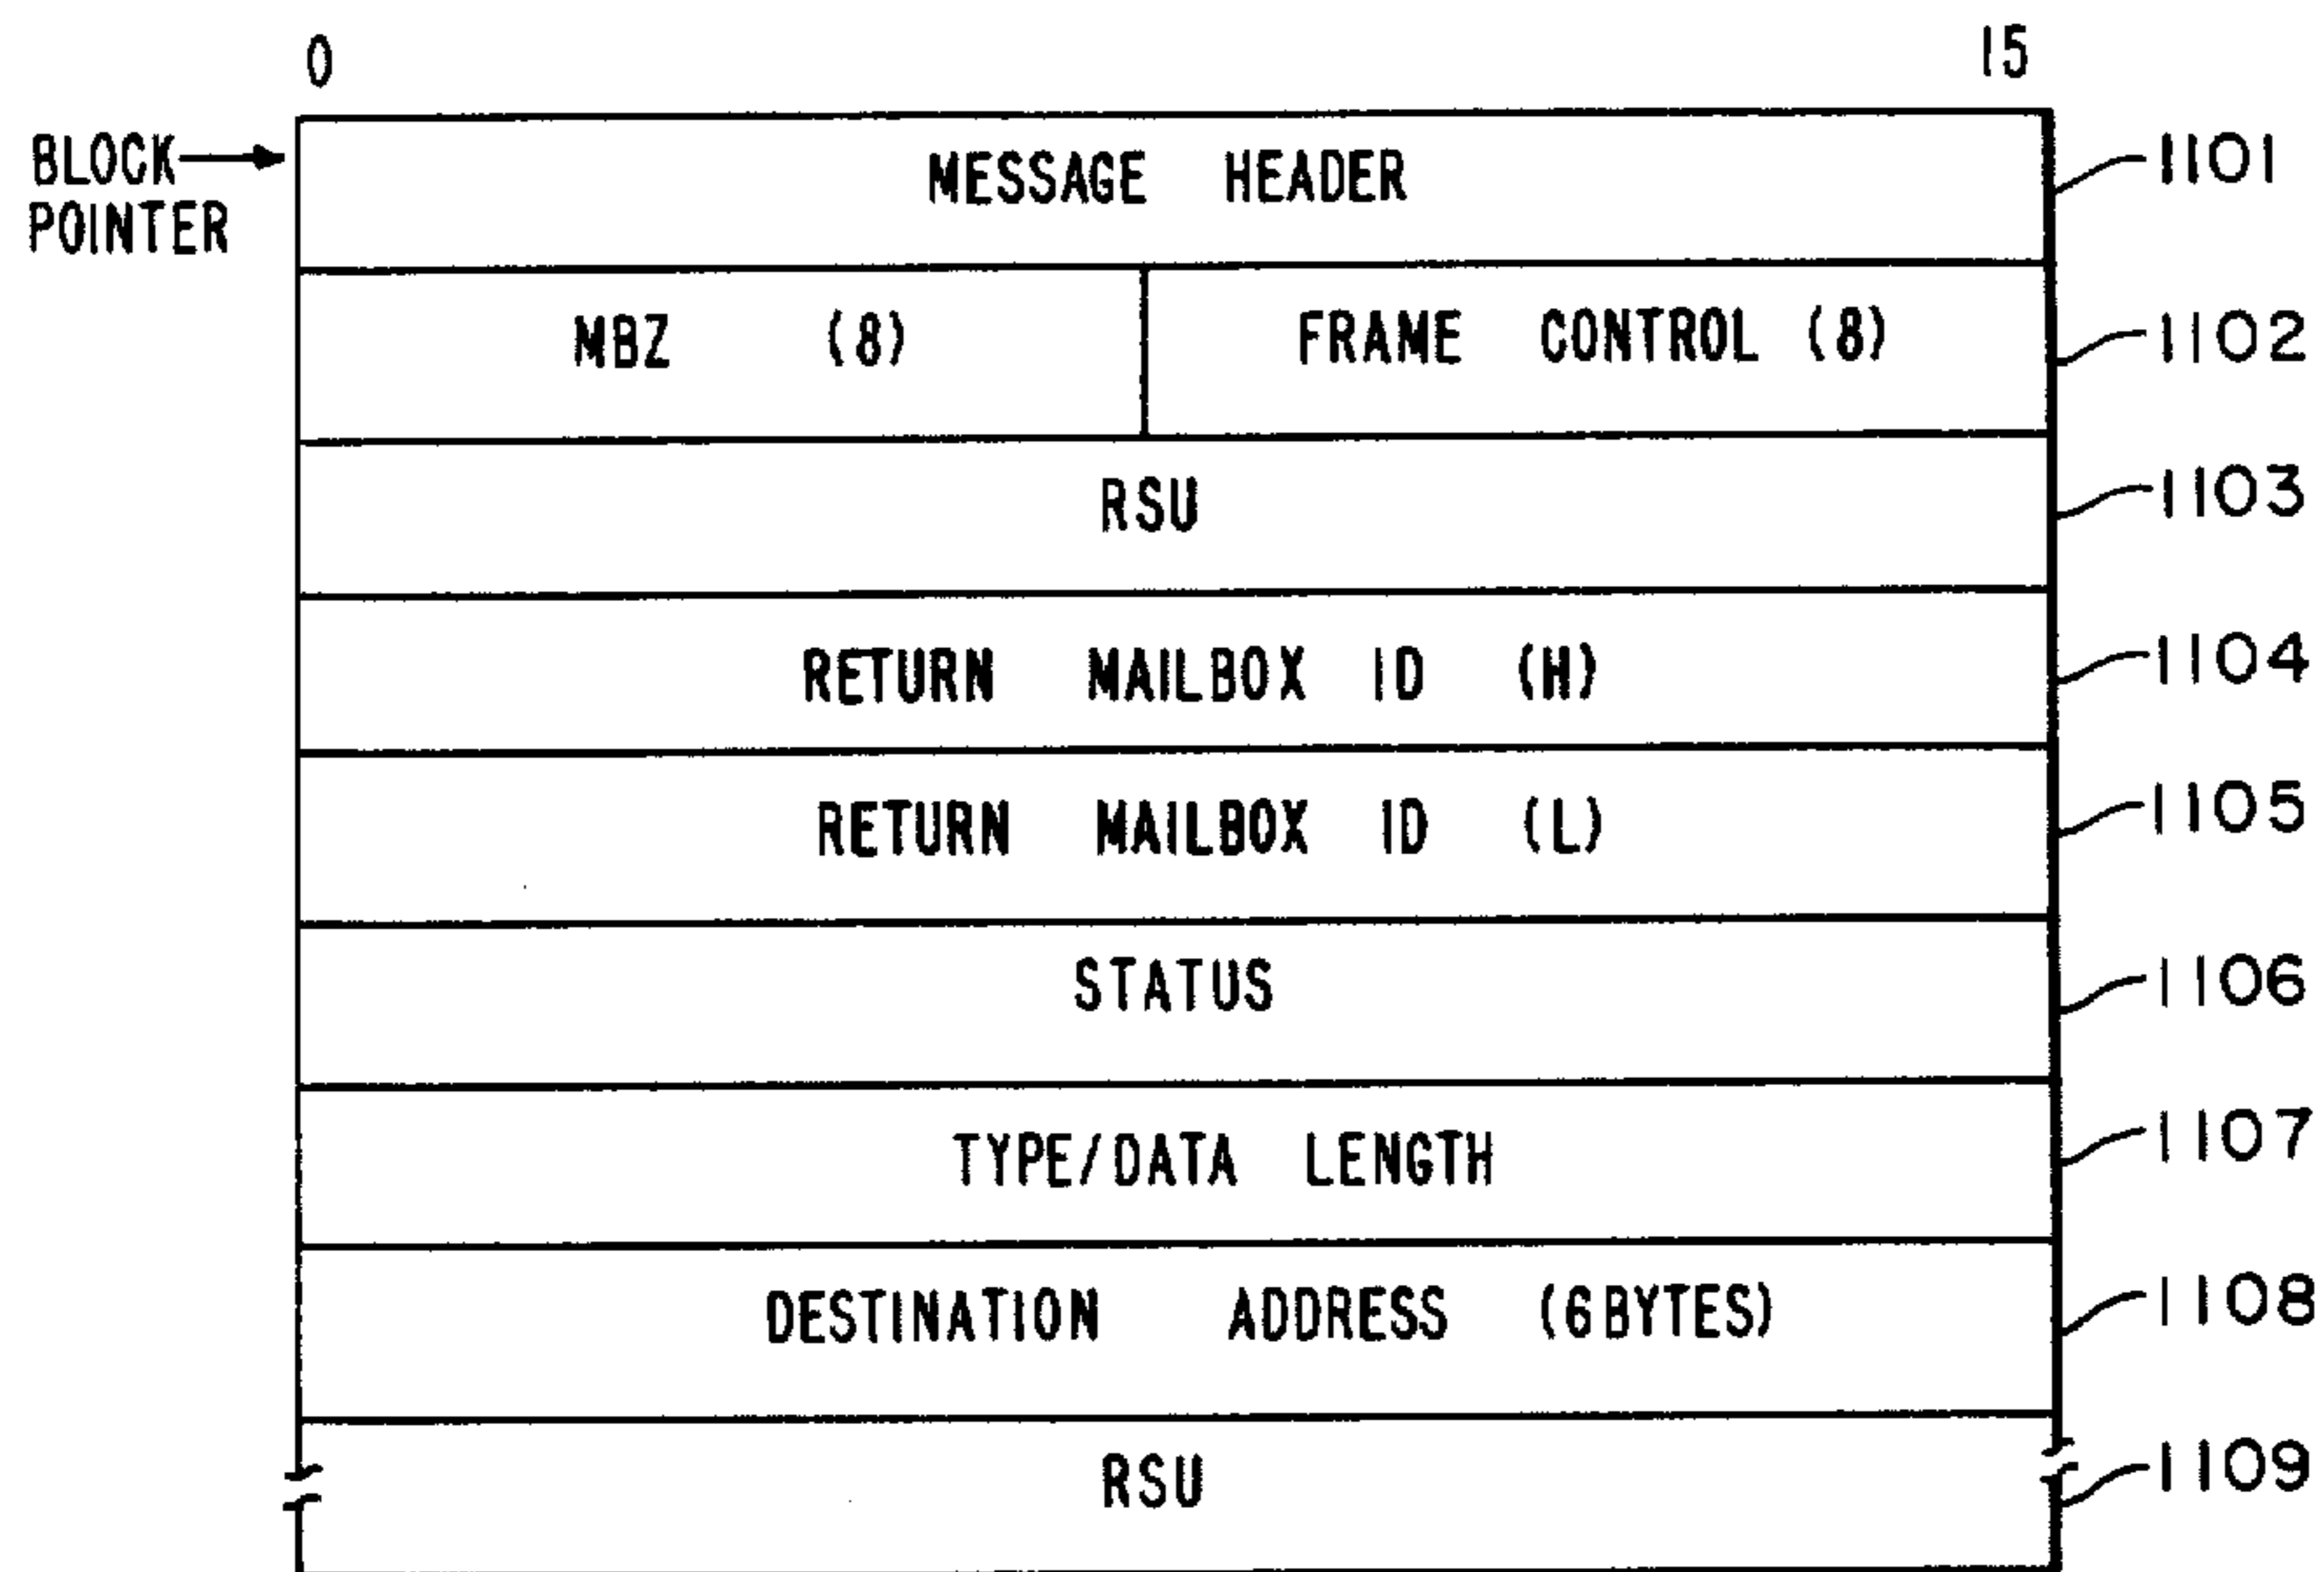 0 15
BLOCK
POINTER
MESSAGE HEADER
1101
MBZ (8) FRAME CONTROL (8)
1102
RSU
1103
RETURN MAILBOX ID (H)
1104
RETURN MAILBOX ID (L)
1105
STATUS
1106
TYPE/DATA LENGTH
1107
DESTINATION ADDRESS (6BYTES)
1108
RSU
1109